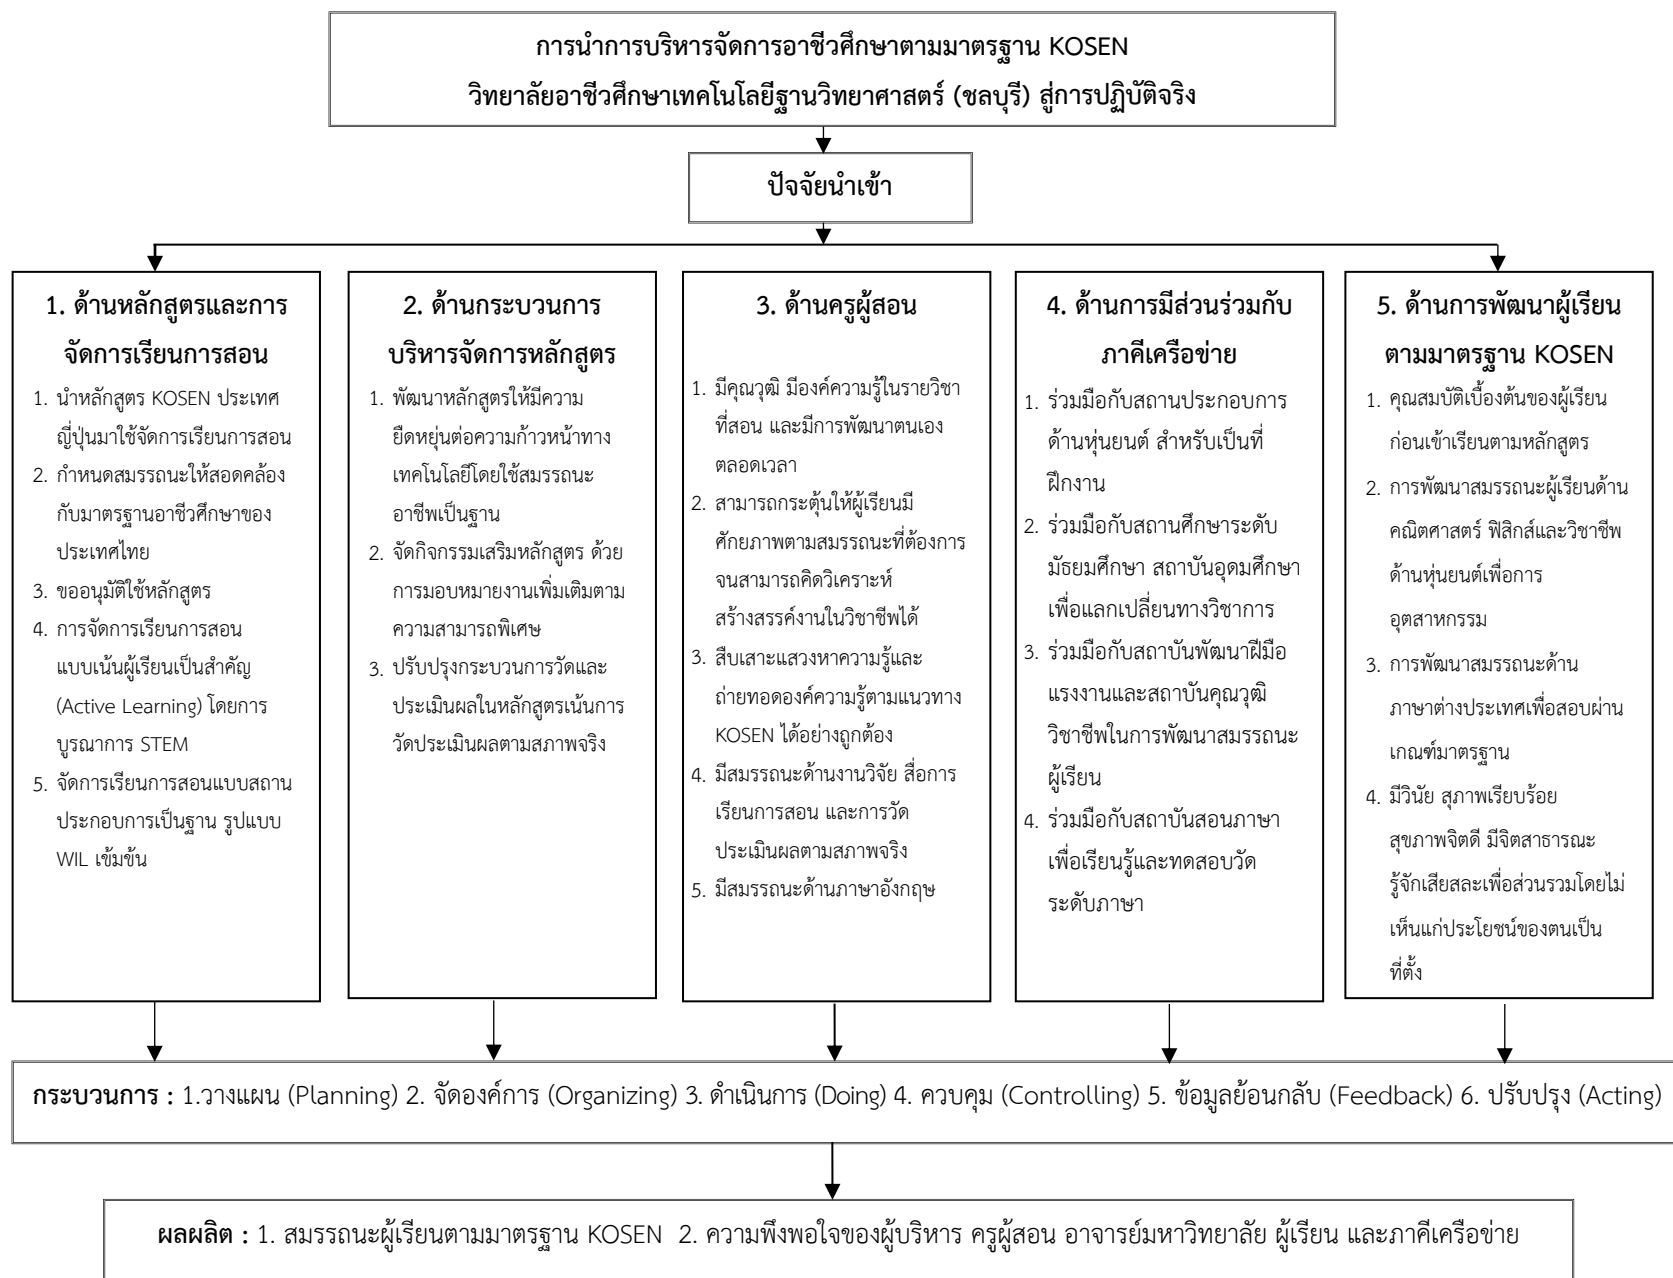 การนำการบริหารจัดการอาชีวศึกษาตามมาตรฐาน KOSEN
วิทยาลัยอาชีวศึกษาเทคโนโลยีฐานวิทยาศาสตร์ (ชลบุรี) สู่การปฏิบัติจริง
ปัจจัยนำเข้า
1. ด้านหลักสูตรและการ
จัดการเรียนการสอน
1. นำหลักสูตร KOSEN ประเทศ
ญี่ปุ่นมาใช้จัดการเรียนการสอน
2. กำหนดสมรรถนะให้สอดคล้อง
กับมาตรฐานอาชีวศึกษาของ
ประเทศไทย
3. ขออนุมัติใช้หลักสูตร
4. การจัดการเรียนการสอน
แบบเน้นผู้เรียนเป็นสำคัญ
(Active Learning) โดยการ
บูรณาการ STEM
5. จัดการเรียนการสอนแบบสถาน
ประกอบการเป็นฐาน รูปแบบ
WIL เข้มข้น
2. ด้านกระบวนการ
บริหารจัดการหลักสูตร
1. พัฒนาหลักสูตรให้มีความ
ยืดหยุ่นต่อความก้าวหน้าทาง
เทคโนโลยีโดยใช้สมรรถนะ
อาชีพเป็นฐาน
2. จัดกิจกรรมเสริมหลักสูตร ด้วย
การมอบหมายงานเพิ่มเติมตาม
ความสามารถพิเศษ
3. ปรับปรุงกระบวนการวัดและ
ประเมินผลในหลักสูตรเน้นการ
วัดประเมินผลตามสภาพจริง
3. ด้านครูผู้สอน
1. มีคุณวุฒิ มีองค์ความรู้ในรายวิชา
ที่สอน และมีการพัฒนาตนเอง
ตลอดเวลา
2. สามารถกระตุ้นให้ผู้เรียนมี
ศักยภาพตามสมรรถนะที่ต้องการ
จนสามารถคิดวิเคราะห์
สร้างสรรค์งานในวิชาชีพได้
3. สืบเสาะแสวงหาความรู้และ
ถ่ายทอดองค์ความรู้ตามแนวทาง
KOSEN ได้อย่างถูกต้อง
4. มีสมรรถนะด้านงานวิจัย สื่อการ
เรียนการสอน และการวัด
ประเมินผลตามสภาพจริง
5. มีสมรรถนะด้านภาษาอังกฤษ
4. ด้านการมีส่วนร่วมกับ
ภาคีเครือข่าย
1. ร่วมมือกับสถานประกอบการ
ด้านหุ่นยนต์ สำหรับเป็นที่
ฝึกงาน
2. ร่วมมือกับสถานศึกษาระดับ
มัธยมศึกษา สถาบันอุดมศึกษา
เพื่อแลกเปลี่ยนทางวิชาการ
3. ร่วมมือกับสถาบันพัฒนาฝีมือ
แรงงานและสถาบันคุณวุฒิ
วิชาชีพในการพัฒนาสมรรถนะ
ผู้เรียน
4. ร่วมมือกับสถาบันสอนภาษา
เพื่อเรียนรู้และทดสอบวัด
ระดับภาษา
5. ด้านการพัฒนาผู้เรียน
ตามมาตรฐาน KOSEN
1. คุณสมบัติเบื้องต้นของผู้เรียน
ก่อนเข้าเรียนตามหลักสูตร
2. การพัฒนาสมรรถนะผู้เรียนด้าน
คณิตศาสตร์ ฟิสิกส์และวิชาชีพ
ด้านหุ่นยนต์เพื่อการ
อุตสาหกรรม
3. การพัฒนาสมรรถนะด้าน
ภาษาต่างประเทศเพื่อสอบผ่าน
เกณฑ์มาตรฐาน
4. มีวินัย สุภาพเรียบร้อย
สุขภาพจิตดี มีจิตสาธารณะ
รู้จักเสียสละเพื่อส่วนรวมโดยไม่
เห็นแก่ประโยชน์ของตนเป็น
ที่ตั้ง
กระบวนการ : 1.วางแผน (Planning) 2. จัดองค์การ (Organizing) 3. ดำเนินการ (Doing) 4. ควบคุม (Controlling) 5. ข้อมูลย้อนกลับ (Feedback) 6. ปรับปรุง (Acting)
ผลผลิต : 1. สมรรถนะผู้เรียนตามมาตรฐาน KOSEN 2. ความพึงพอใจของผู้บริหาร ครูผู้สอน อาจารย์มหาวิทยาลัย ผู้เรียน และภาคีเครือข่าย